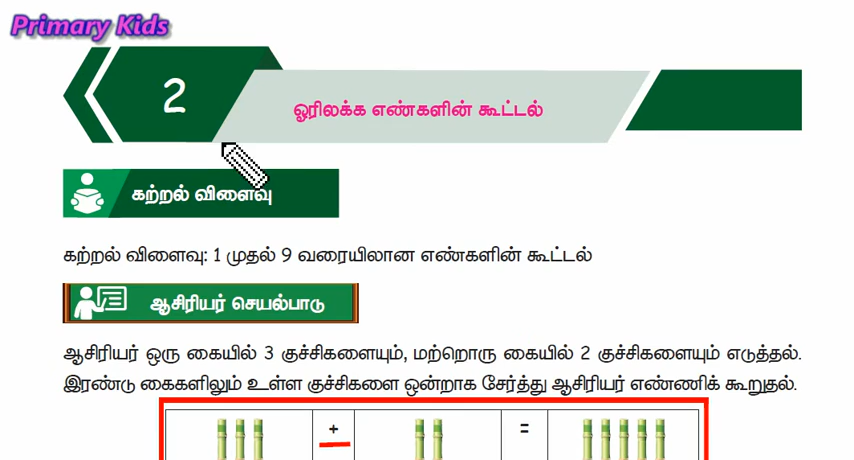 Primary Kids
2
ஓரிலக்க எண்களின் கூட்டல்
கற்றல் விளைவு
கற்றல் விளைவு: 1 முதல் 9 வரையிலான எண்களின் கூட்டல்
ஆசிரியர் செயல்பாடு
ஆசிரியர் ஒரு கையில் 3 குச்சிகளையும், மற்றொரு கையில் 2 குச்சிகளையும் எடுத்தல்.
இரண்டு கைகளிலும் உள்ள குச்சிகளை ஒன்றாக சேர்த்து ஆசிரியர் எண்ணிக் கூறுதல்.
+ =